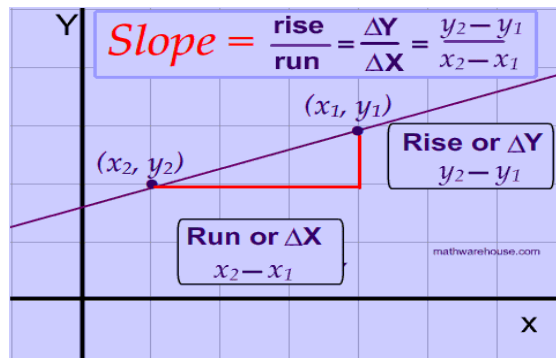 Y
Slope = rise/run = ΔY/ΔX = y₂ − y₁/x₂ − x₁
(x₁, y₁)
(x₂, y₂)
Rise or ΔY
y₂ − y₁
Run or ΔX
x₂ − x₁
mathwarehouse.com
x